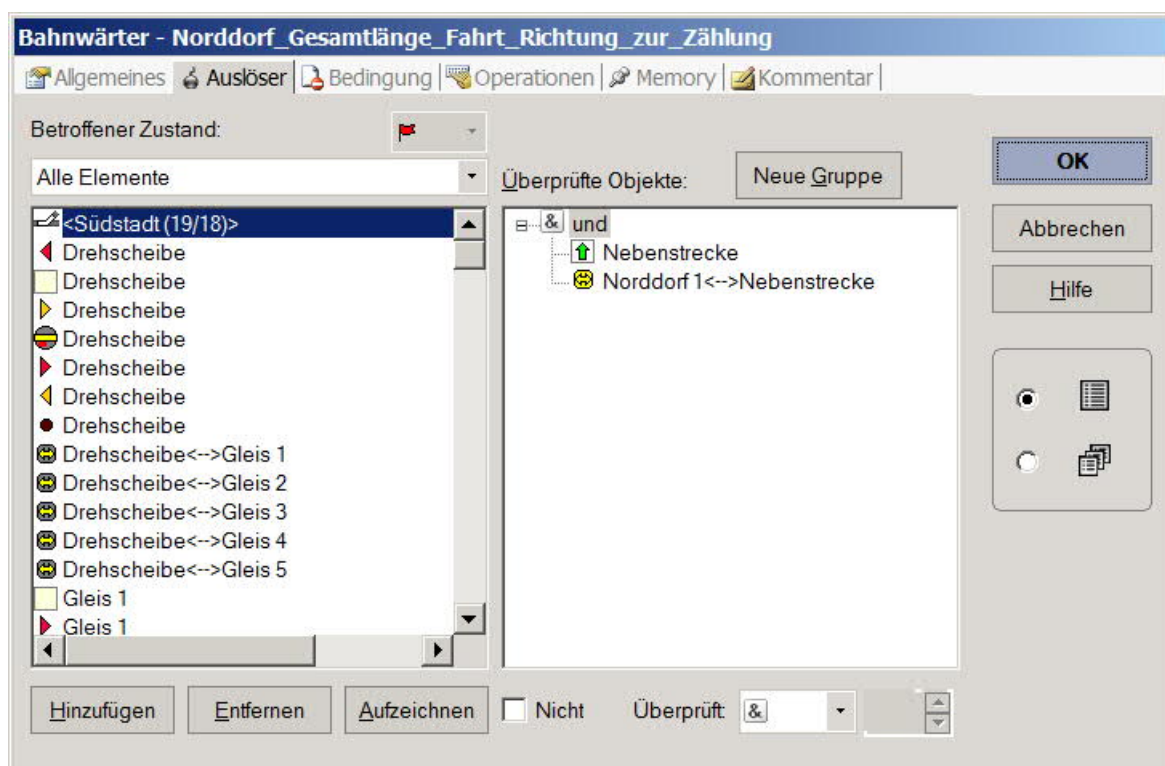 Bahnwärter - Norddorf_Gesamtlänge_Fahrt_Richtung_zur_Zählung
Allgemeines Auslöser Bedingung Operationen Memory Kommentar
Betroffener Zustand:
Alle Elemente
<Südstadt (19/18)>
Drehscheibe
Drehscheibe
Drehscheibe
Drehscheibe
Drehscheibe
Drehscheibe
Drehscheibe
Drehscheibe<-->Gleis 1
Drehscheibe<-->Gleis 2
Drehscheibe<-->Gleis 3
Drehscheibe<-->Gleis 4
Drehscheibe<-->Gleis 5
Gleis 1
Gleis 1
Hinzufügen Entfernen Aufzeichnen
Überprüfte Objekte: Neue Gruppe
& und
Nebenstrecke
Norddorf 1<-->Nebenstrecke
Nicht Überprüft: &
OK
Abbrechen
Hilfe